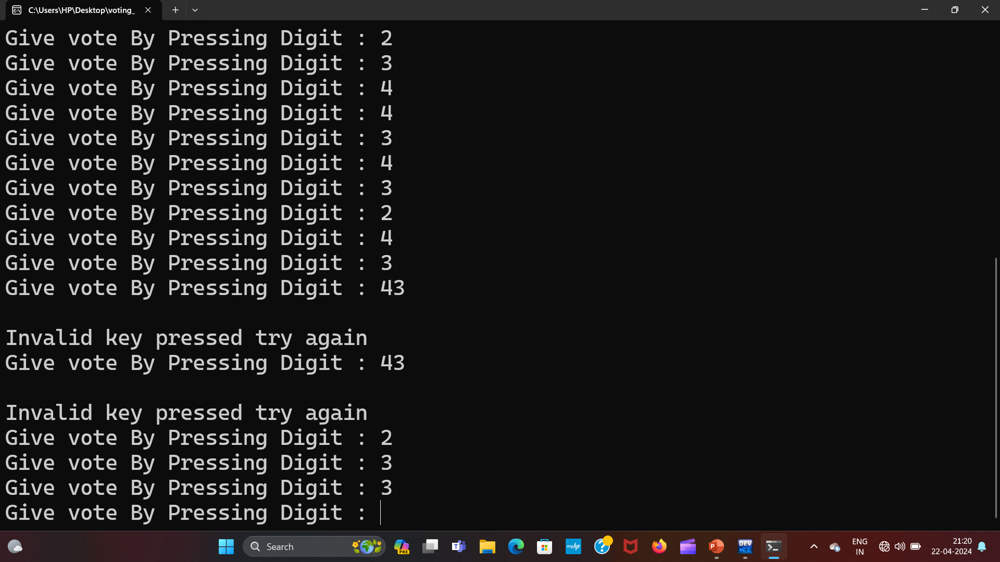 C:\Users\HP\Desktop\voting_
Give vote By Pressing Digit : 2
Give vote By Pressing Digit : 3
Give vote By Pressing Digit : 4
Give vote By Pressing Digit : 4
Give vote By Pressing Digit : 3
Give vote By Pressing Digit : 4
Give vote By Pressing Digit : 3
Give vote By Pressing Digit : 2
Give vote By Pressing Digit : 4
Give vote By Pressing Digit : 3
Give vote By Pressing Digit : 43
Invalid key pressed try again
Give vote By Pressing Digit : 43
Invalid key pressed try again
Give vote By Pressing Digit : 2
Give vote By Pressing Digit : 3
Give vote By Pressing Digit : 3
Give vote By Pressing Digit :
Search
PRE
myhp
DEV
C++
ENG
IN
21:20
22-04-2024